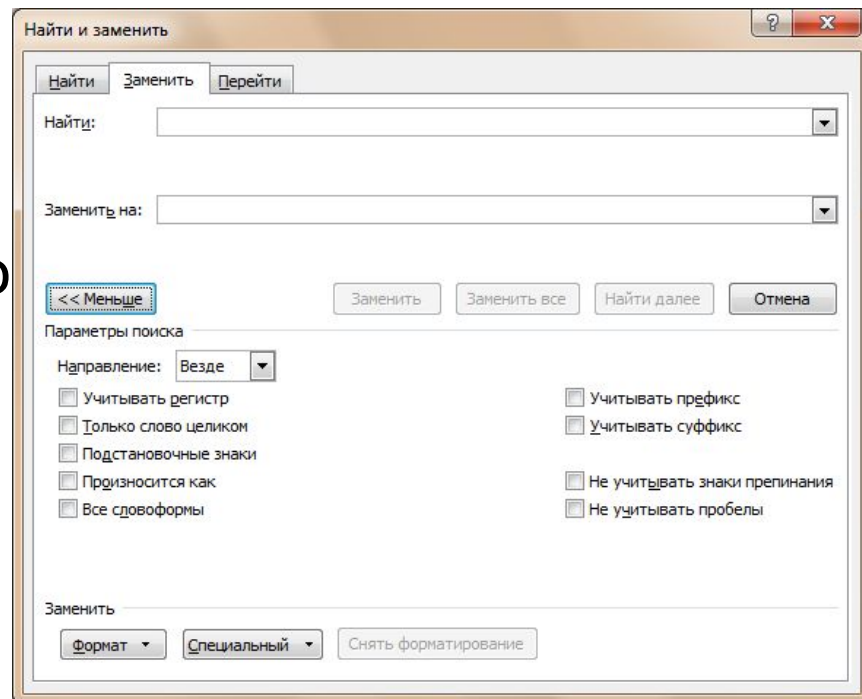 Найти и заменить
Найти Заменить Перейти
Найти:
Заменить на:
<< Меньше Заменить Заменить все Найти далее Отмена
Параметры поиска
Направление: Везде
Учитывать регистр Учитывать префикс
Только слово целиком Учитывать суффикс
Подстановочные знаки
Произносится как Не учитывать знаки препинания
Все словоформы Не учитывать пробелы
Заменить
Формат Специальный Снять форматирование